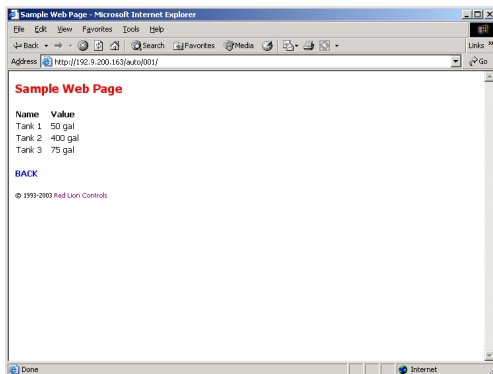 Sample Web Page - Microsoft Internet Explorer
File Edit View Favorites Tools Help
Back Search Favorites Media Links »
Address http://192.9.200.163/auto/001/ Go
Sample Web Page
Name Value
Tank 1 50 gal
Tank 2 400 gal
Tank 3 75 gal
BACK
© 1993-2003 Red Lion Controls
Done Internet